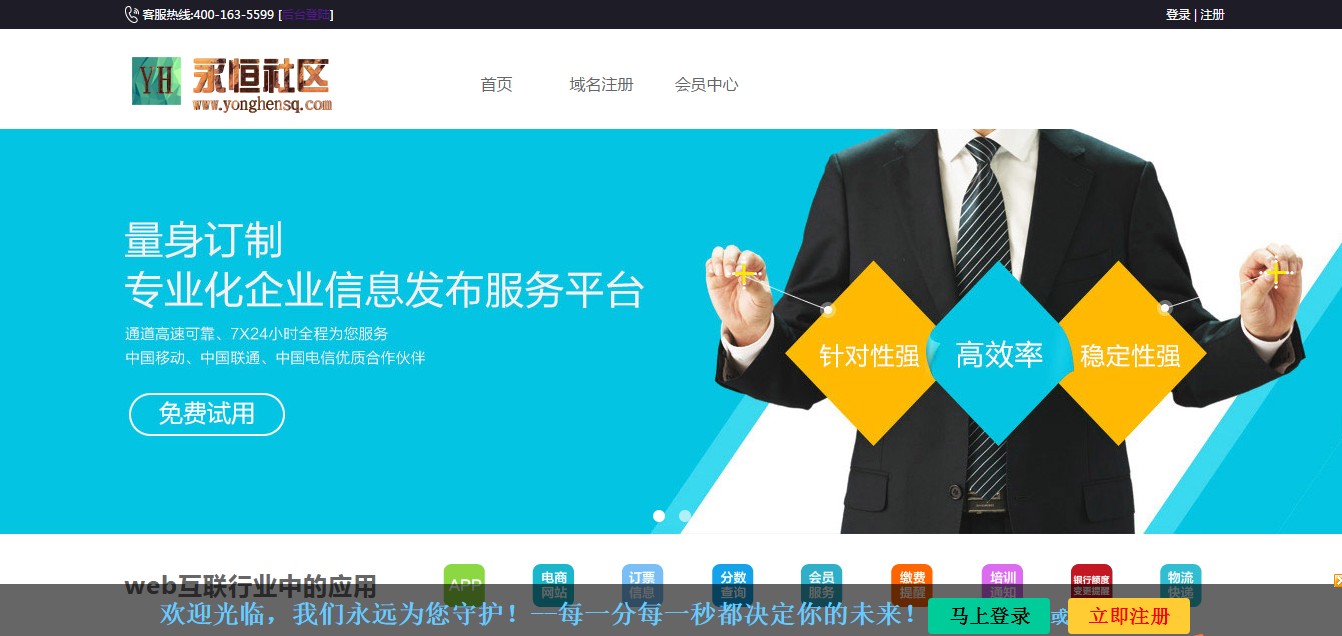 客服热线:400-163-5599 [后台登陆]
登录 | 注册
YH 永恒社区
www.yonghensq.com
首页 域名注册 会员中心
量身订制
专业化企业信息发布服务平台
通道高速可靠、7X24小时全程为您服务
中国移动、中国联通、中国电信优质合作伙伴
免费试用
针对性强 高效率 稳定性强
web互联行业中的应用
APP
电商
网站
订票
信息
分数
查询
会员
服务
缴费
提醒
培训
通知
银行额度
变更提醒
物流
快递
欢迎光临，我们永远为您守护！—每一分每一秒都决定你的未来！ 马上登录 或 立即注册